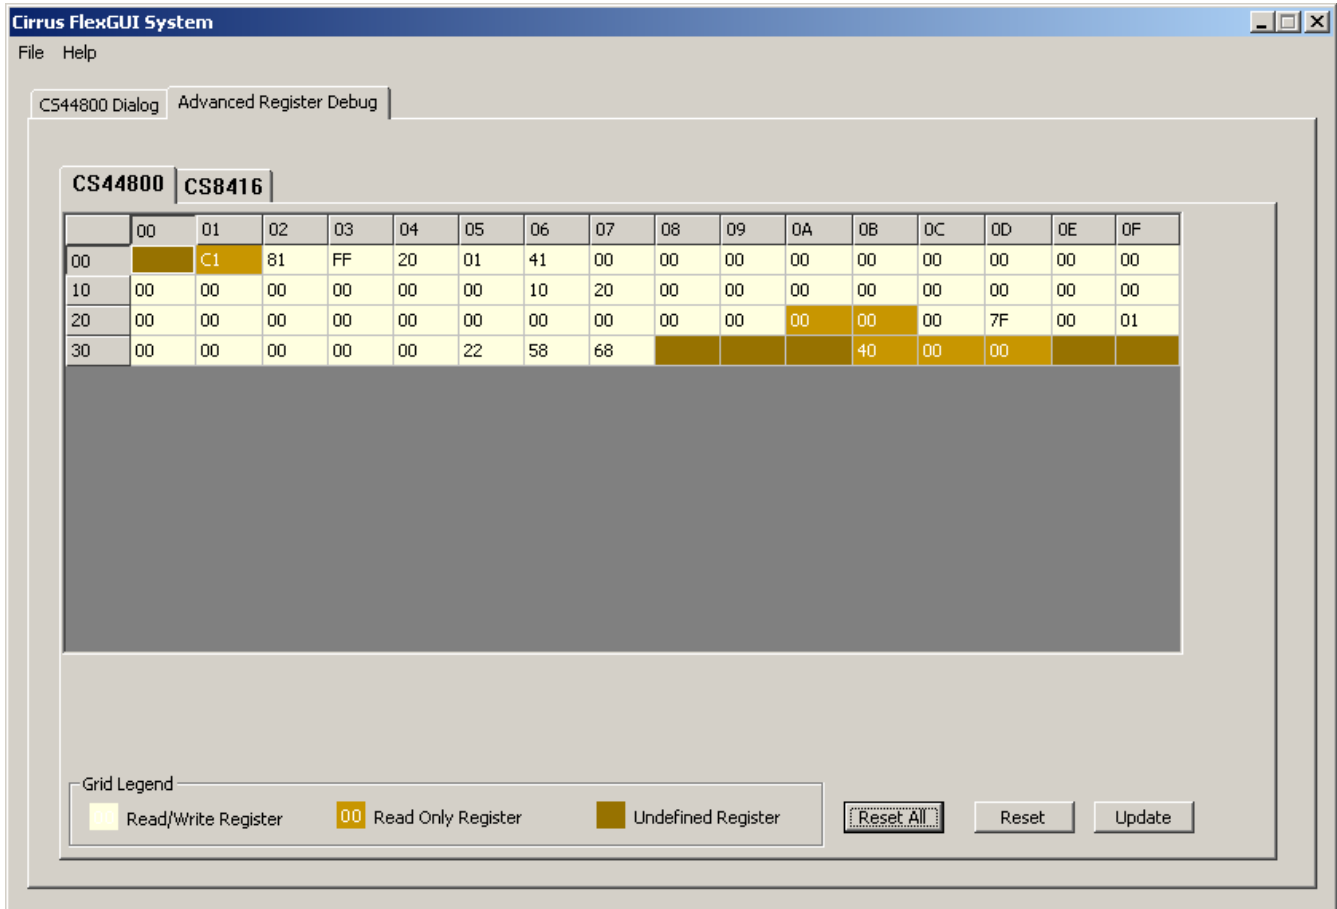 Cirrus FlexGUI System
File Help
CS44800 Dialog Advanced Register Debug
CS44800 CS8416
00 01 02 03 04 05 06 07 08 09 0A 0B 0C 0D 0E 0F
00 C1 81 FF 20 01 41 00 00 00 00 00 00 00 00 00
10 00 00 00 00 00 00 10 20 00 00 00 00 00 00 00 00
20 00 00 00 00 00 00 00 00 00 00 00 00 00 7F 00 01
30 00 00 00 00 00 22 58 68 40 00 00
Grid Legend
Read/Write Register 00 Read Only Register Undefined Register Reset All Reset Update